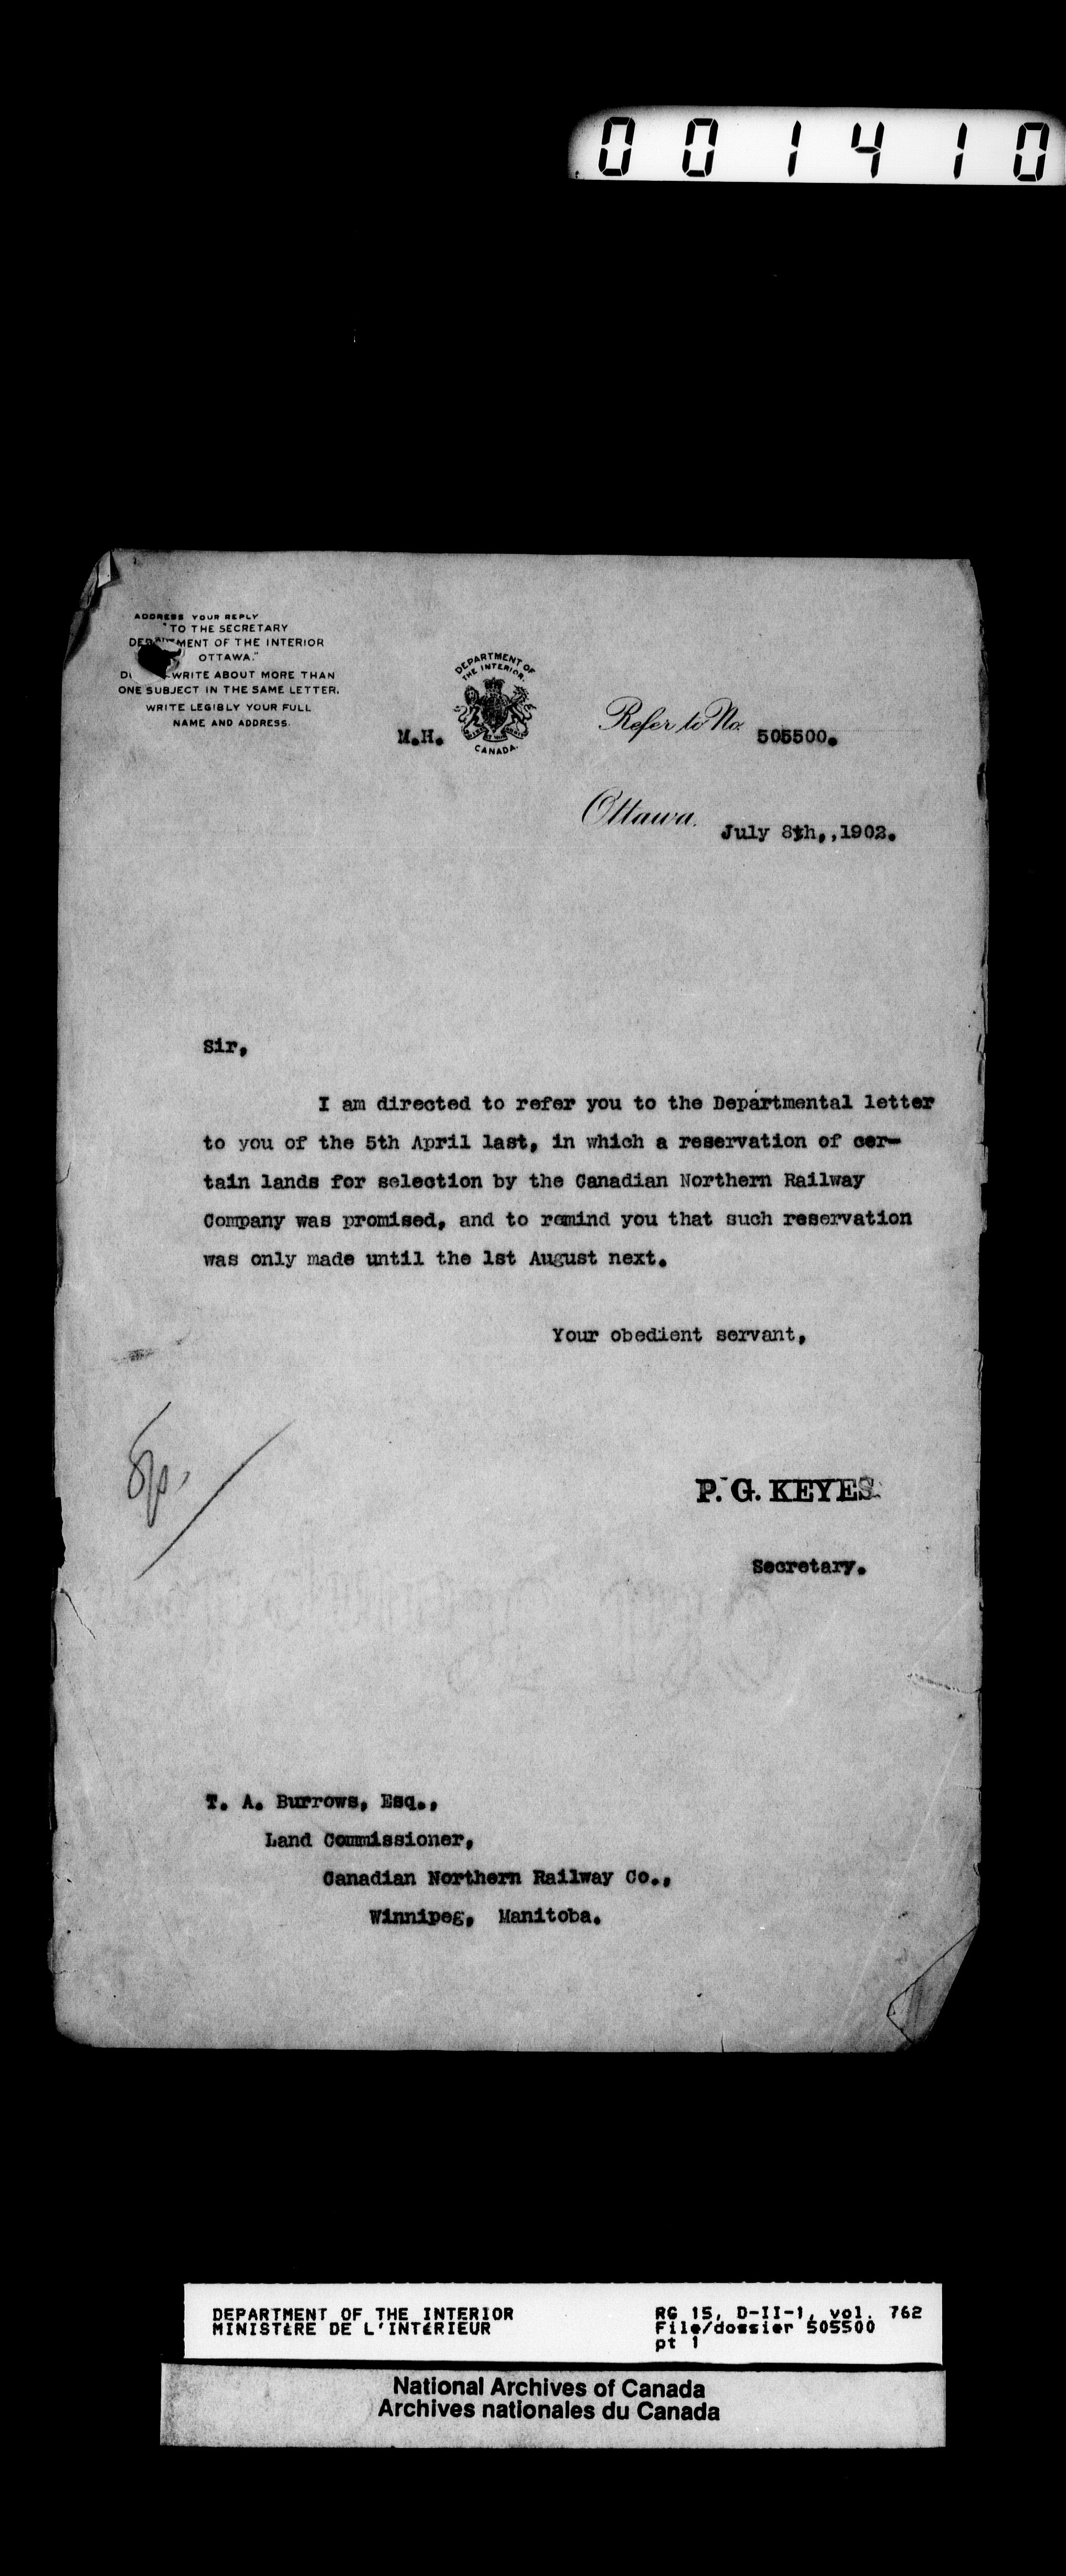 001410
ADDRESS YOUR REPLY
"TO THE SECRETARY
DEPARTMENT OF THE INTERIOR
OTTAWA."
WRITE ABOUT MORE THAN
ONE SUBJECT IN THE SAME LETTER.
WRITE LEGIBLY YOUR FULL
NAME AND ADDRESS.
DEPARTMENT OF
THE INTERIOR.
CANADA.
M.H.
Refer to No. 505500.
Ottawa. July 8th,,1902.
Sir,
I am directed to refer you to the Departmental letter
to you of the 5th April last, in which a reservation of cer-
tain lands for selection by the Canadian Northern Railway
Company was promised, and to remind you that such reservation
was only made until the 1st August next.
Your obedient servant,
P. G. KEYES
Secretary.
T. A. Burrows, Esq.,
Land Commissioner,
Canadian Northern Railway Co.,
Winnipeg, Manitoba.
DEPARTMENT OF THE INTERIOR
MINISTÈRE DE L'INTÉRIEUR
RG 15, D-II-1, vol. 762
File/dossier 505500
pt 1
National Archives of Canada
Archives nationales du Canada